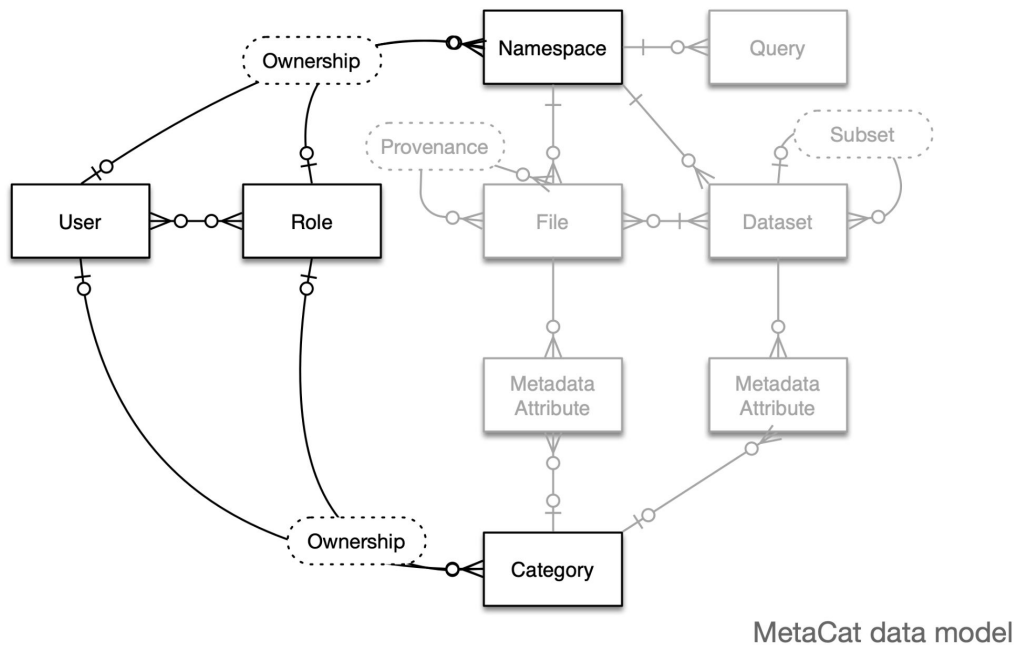 Namespace
Query
Ownership
Provenance
Subset
User
Role
File
Dataset
Metadata
Attribute
Metadata
Attribute
Ownership
Category
MetaCat data model